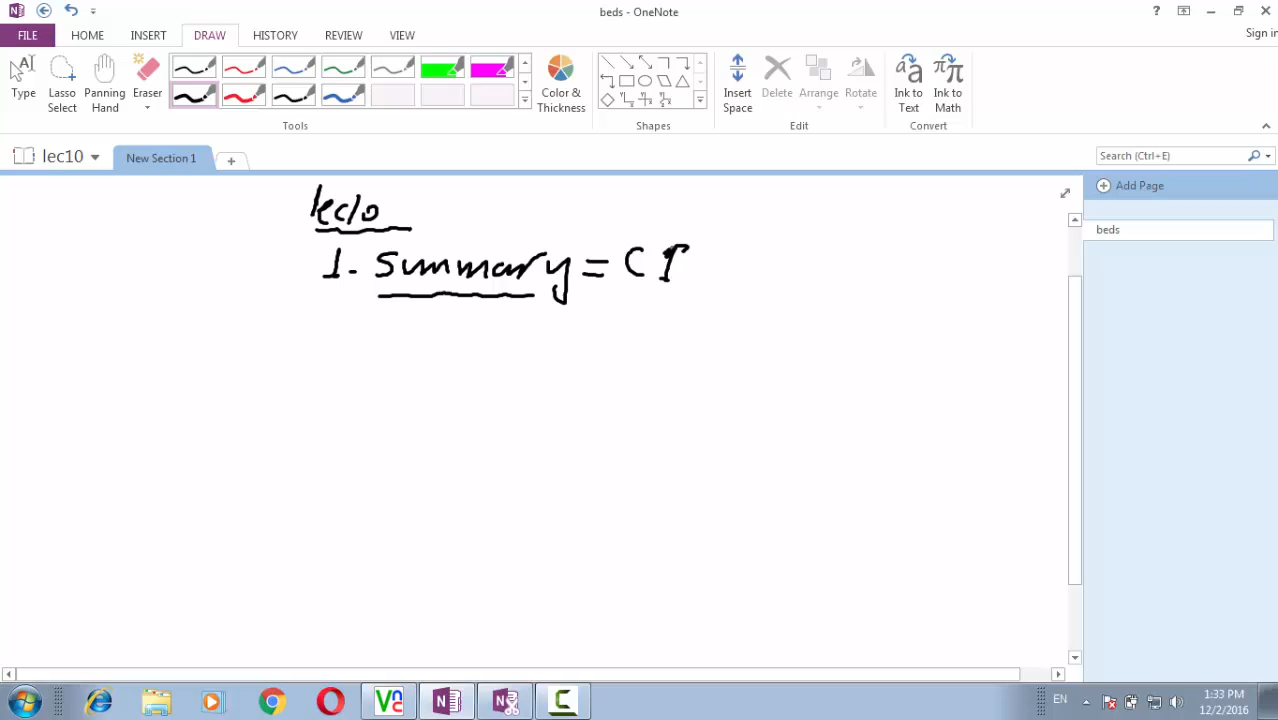 beds - OneNote
?
FILE HOME INSERT DRAW HISTORY REVIEW VIEW
Sign in
Type Lasso Select Panning Hand Eraser Color & Thickness Insert Space Delete Arrange Rotate Ink to Text Ink to Math
Tools Shapes Edit Convert
lec10 New Section 1
Search (Ctrl+E)
Add Page
beds
lec10
1. Summary = C
EN
1:33 PM
12/2/2016